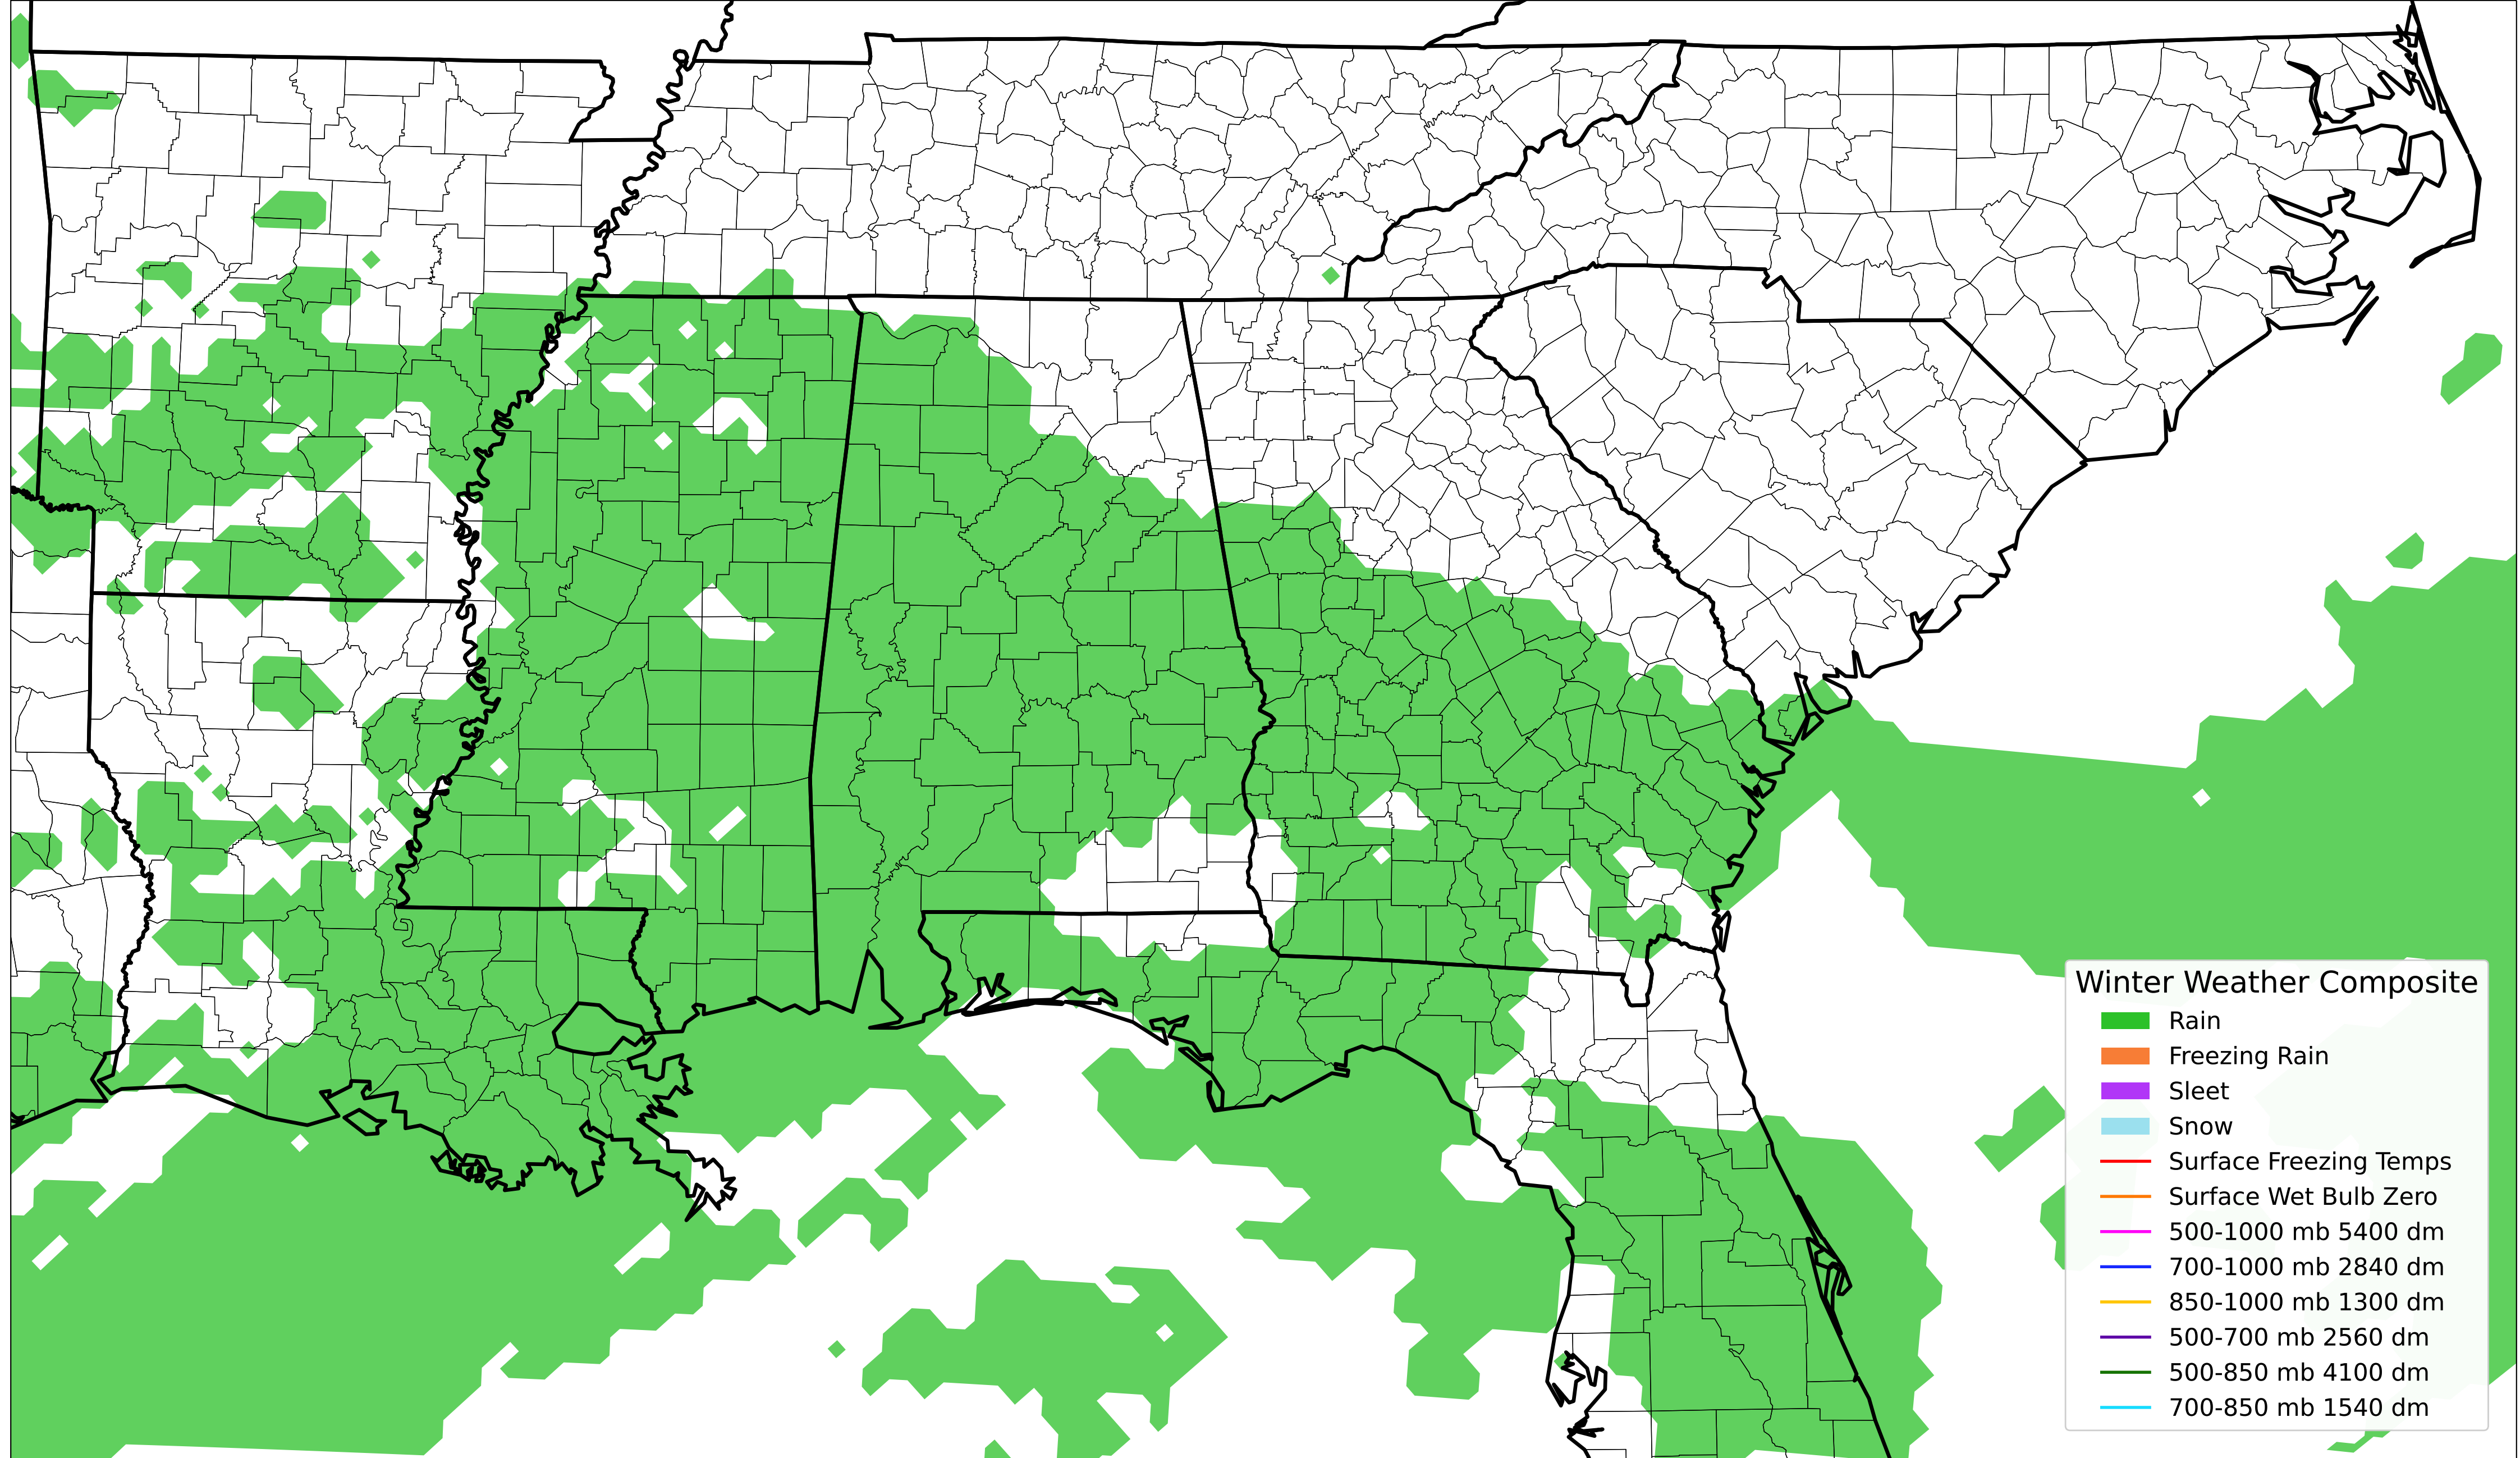 Winter Weather Composite
Rain
Freezing Rain
Sleet
Snow
Surface Freezing Temps
Surface Wet Bulb Zero
500-1000 mb 5400 dm
700-1000 mb 2840 dm
850-1000 mb 1300 dm
500-700 mb 2560 dm
500-850 mb 4100 dm
700-850 mb 1540 dm